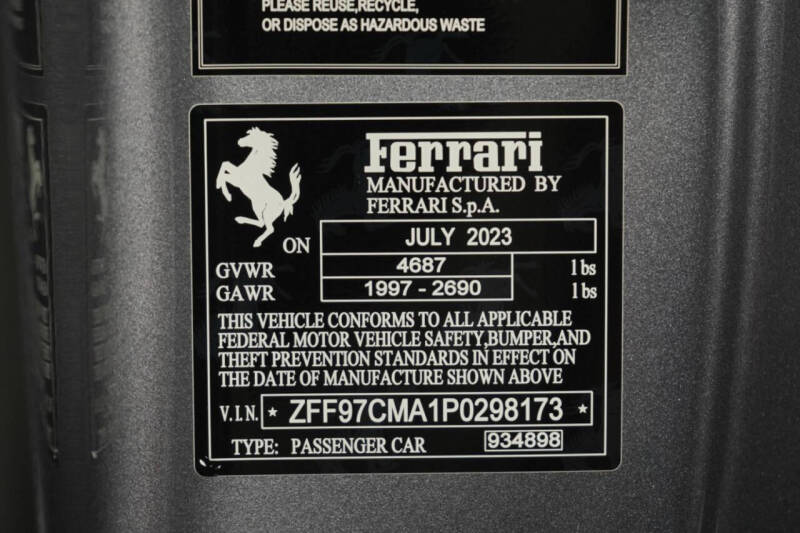 PLEASE REUSE,RECYCLE,
OR DISPOSE AS HAZARDOUS WASTE
Ferrari
MANUFACTURED BY
FERRARI S.p.A.
ON JULY 2023
GVWR 4687 lbs
GAWR 1997 - 2690 lbs
THIS VEHICLE CONFORMS TO ALL APPLICABLE
FEDERAL MOTOR VEHICLE SAFETY,BUMPER,AND
THEFT PREVENTION STANDARDS IN EFFECT ON
THE DATE OF MANUFACTURE SHOWN ABOVE
V.I.N. * ZFF97CMA1P0298173 *
TYPE: PASSENGER CAR 934898